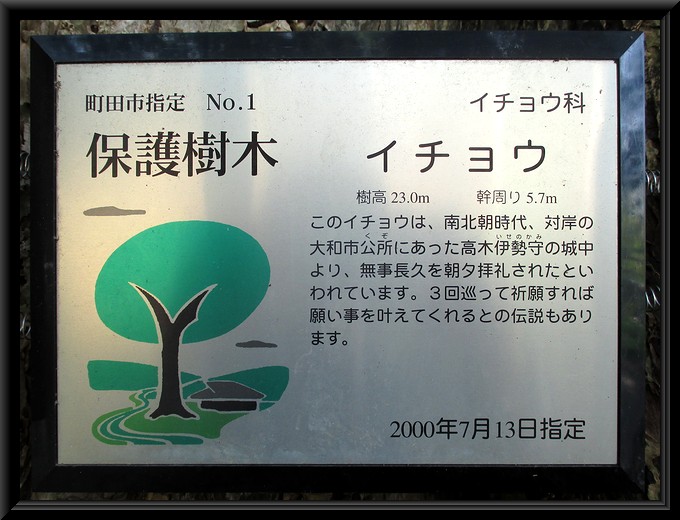 町田市指定 No.1
イチョウ科
保護樹木
イチョウ
樹高 23.0m 幹周り 5.7m
このイチョウは、南北朝時代、対岸の
くぞ いせのかみ
大和市公所にあった高木伊勢守の城中
より、無事長久を朝夕拝礼されたとい
われています。3回巡って祈願すれば
願い事を叶えてくれるとの伝説もあり
ます。
2000年7月13日指定